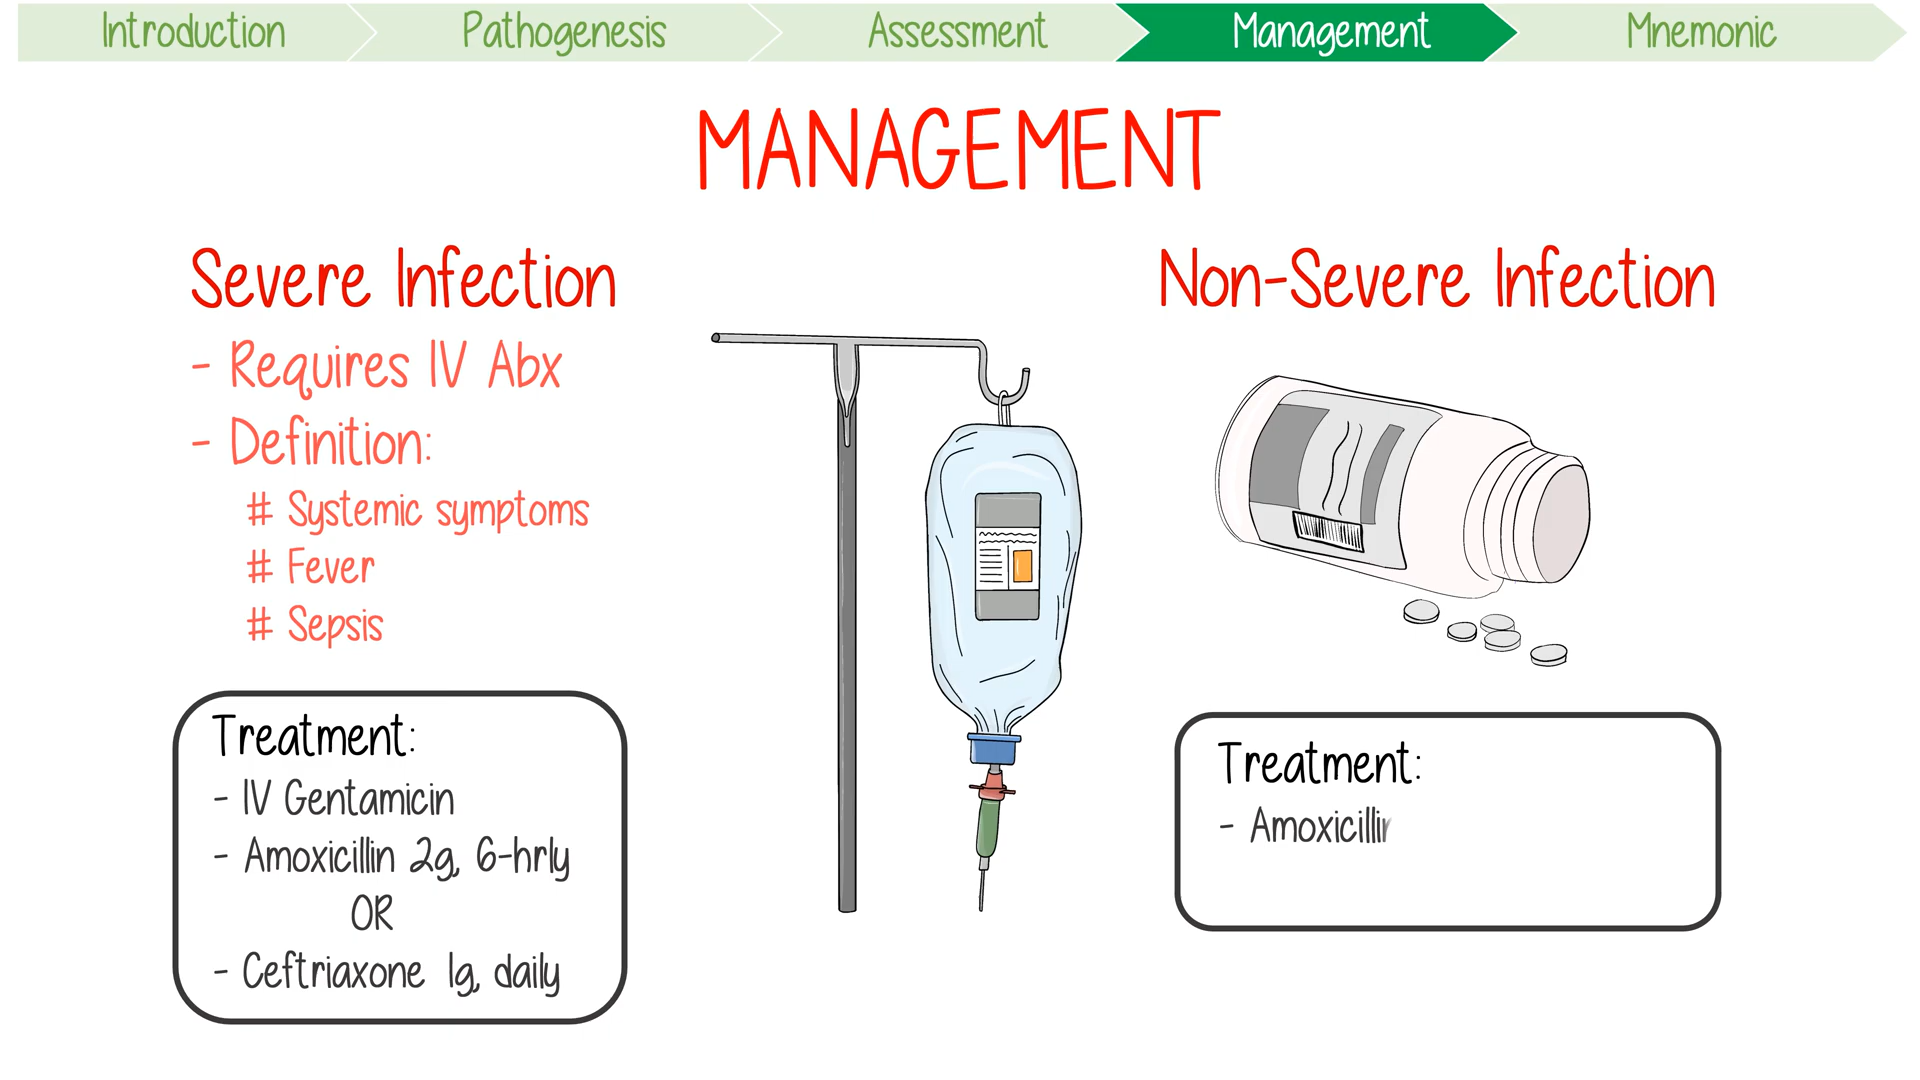 Introduction
Pathogenesis
Assessment
Management
Mnemonic
MANAGEMENT
Severe Infection
- Requires IV Abx
- Definition:
# Systemic symptoms
# Fever
# Sepsis
Treatment:
- IV Gentamicin
- Amoxicillin 2g, 6-hrly
OR
- Ceftriaxone 1g, daily
Non-Severe Infection
Treatment:
- Amoxicillin